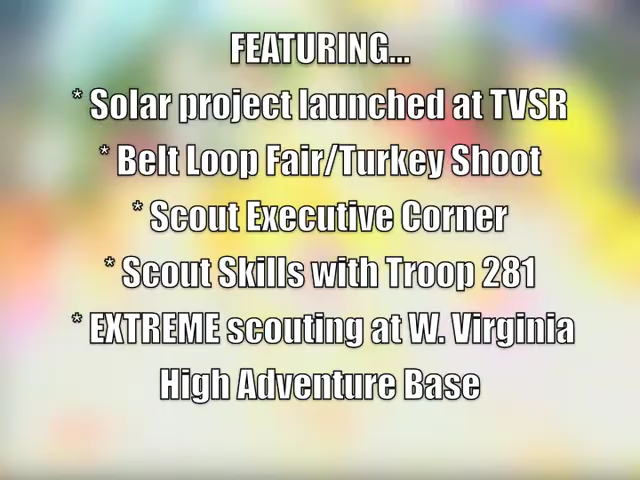 FEATURING...
* Solar project launched at TVSR
* Belt Loop Fair/Turkey Shoot
* Scout Executive Corner
* Scout Skills with Troop 281
* EXTREME scouting at W. Virginia
High Adventure Base